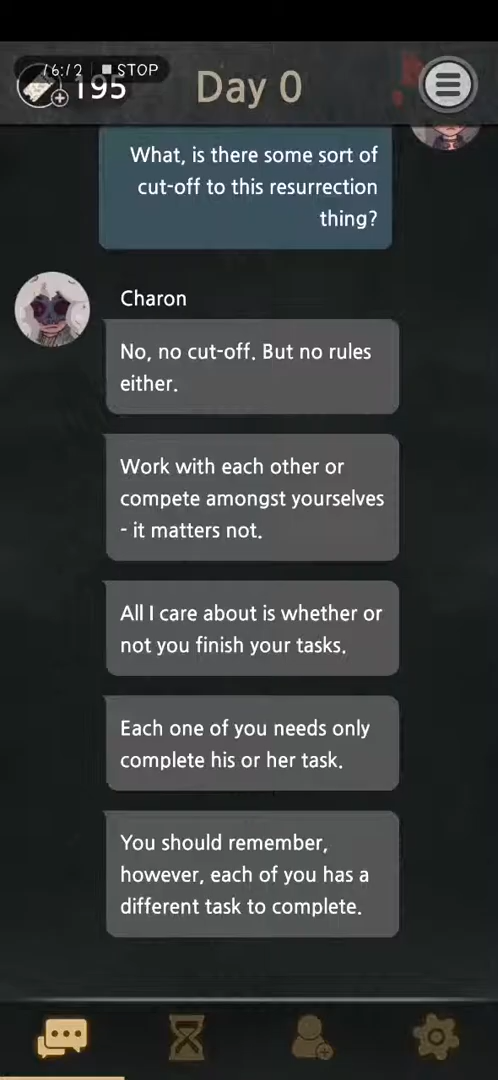 16:12 STOP
195
Day 0
What, is there some sort of
cut-off to this resurrection
thing?
Charon
No, no cut-off. But no rules
either.
Work with each other or
compete amongst yourselves
- it matters not.
All I care about is whether or
not you finish your tasks.
Each one of you needs only
complete his or her task.
You should remember,
however, each of you has a
different task to complete.